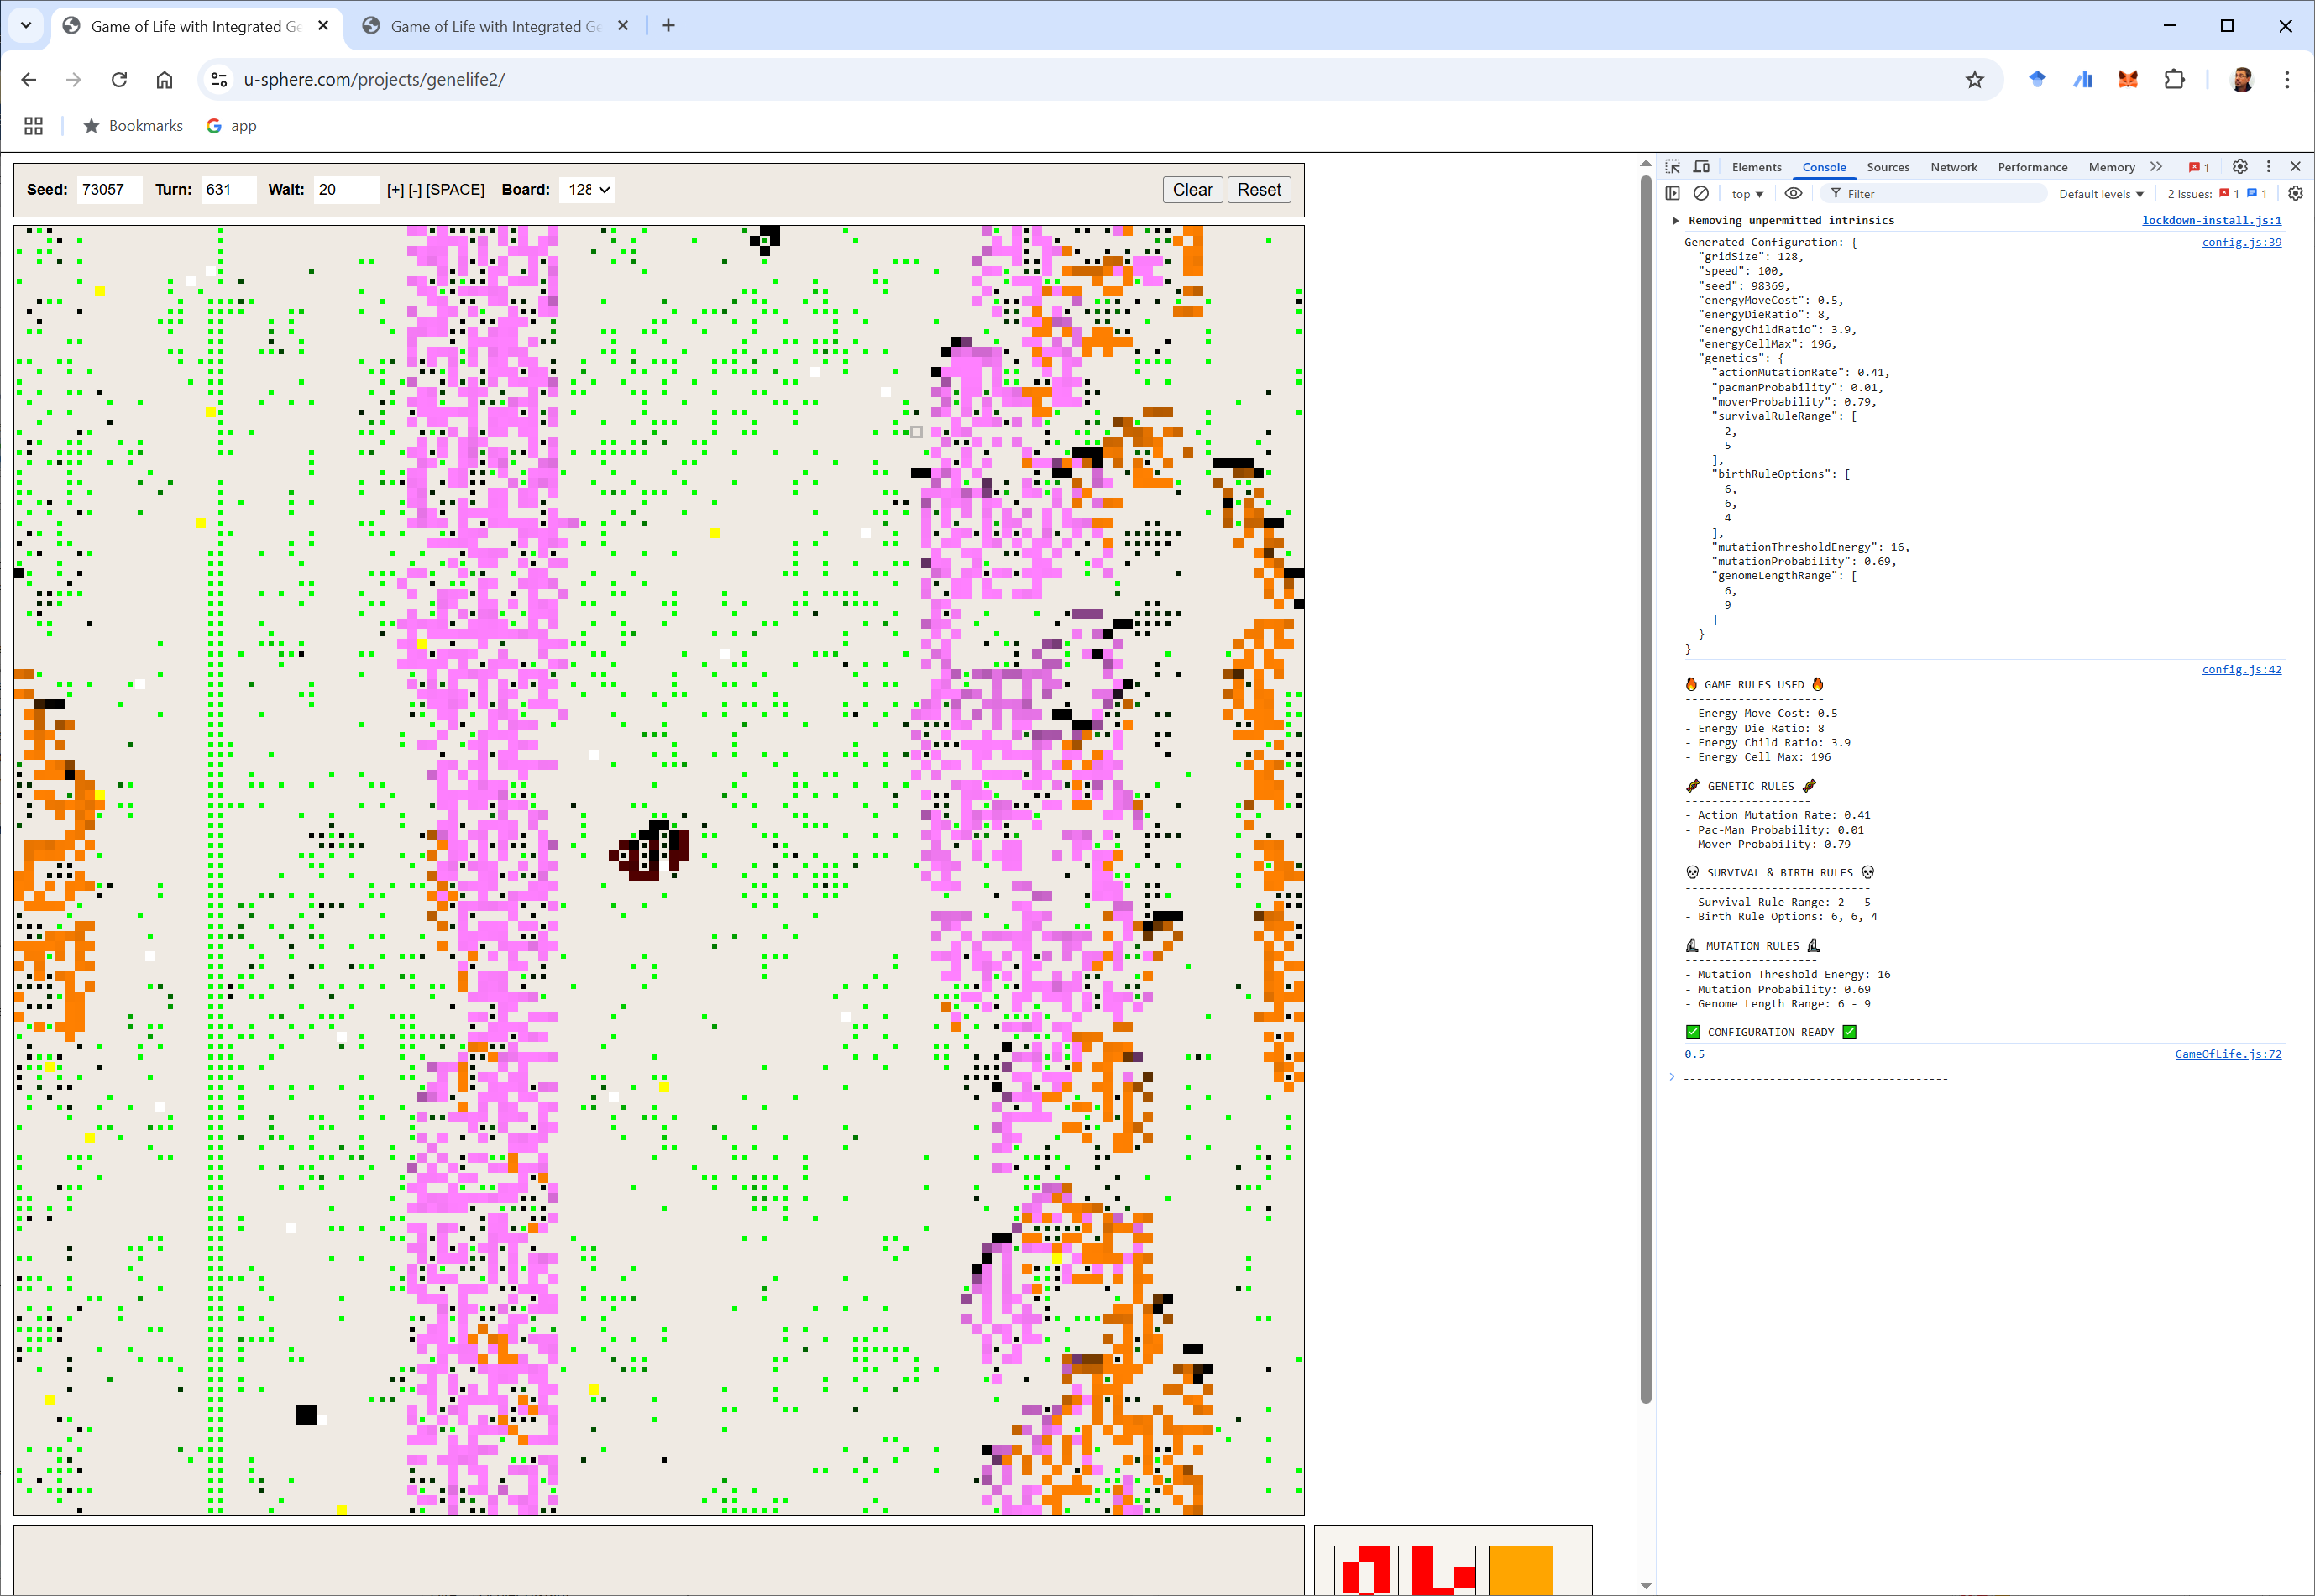 Game of Life with Integrated Ge
Game of Life with Integrated Ge
u-sphere.com/projects/genelife2/
Bookmarks
app
Seed: 73057 Turn: 631 Wait: 20 [+] [-] [SPACE] Board: 128 Clear Reset
Elements Console Sources Network Performance Memory 1
top Filter Default levels 2 Issues: 1 1
Removing unpermitted intrinsics lockdown-install.js:1
Generated Configuration: { config.js:39
"gridSize": 128,
"speed": 100,
"seed": 98369,
"energyMoveCost": 0.5,
"energyDieRatio": 8,
"energyChildRatio": 3.9,
"energyCellMax": 196,
"genetics": {
"actionMutationRate": 0.41,
"pacmanProbability": 0.01,
"moverProbability": 0.79,
"survivalRuleRange": [
2,
5
],
"birthRuleOptions": [
6,
6,
4
],
"mutationThresholdEnergy": 16,
"mutationProbability": 0.69,
"genomeLengthRange": [
6,
9
]
}
}
config.js:42
🔥 GAME RULES USED 🔥
---------------------
- Energy Move Cost: 0.5
- Energy Die Ratio: 8
- Energy Child Ratio: 3.9
- Energy Cell Max: 196
🧬 GENETIC RULES 🧬
-------------------
- Action Mutation Rate: 0.41
- Pac-Man Probability: 0.01
- Mover Probability: 0.79
💀 SURVIVAL & BIRTH RULES 💀
----------------------------
- Survival Rule Range: 2 - 5
- Birth Rule Options: 6, 6, 4
🔬 MUTATION RULES 🔬
-------------------
- Mutation Threshold Energy: 16
- Mutation Probability: 0.69
- Genome Length Range: 6 - 9
✅ CONFIGURATION READY ✅
0.5 GameOfLife.js:72
> ----------------------------------------